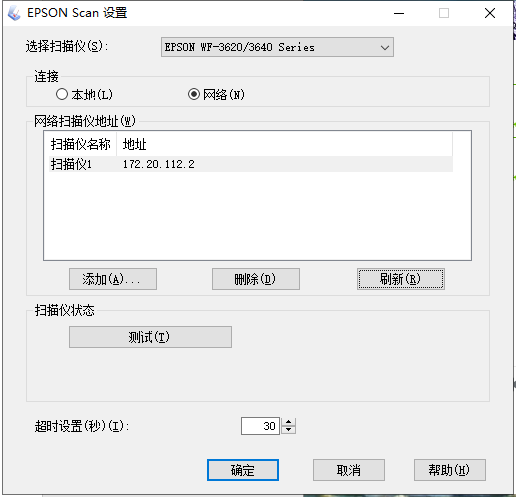 EPSON Scan 设置
选择扫描仪(S): EPSON WF-3620/3640 Series
连接
本地(L) 网络(N)
网络扫描仪地址(W)
扫描仪名称 地址
扫描仪1 172.20.112.2
添加(A)... 删除(D) 刷新(R)
扫描仪状态
测试(T)
超时设置(秒)(I): 30
确定 取消 帮助(H)